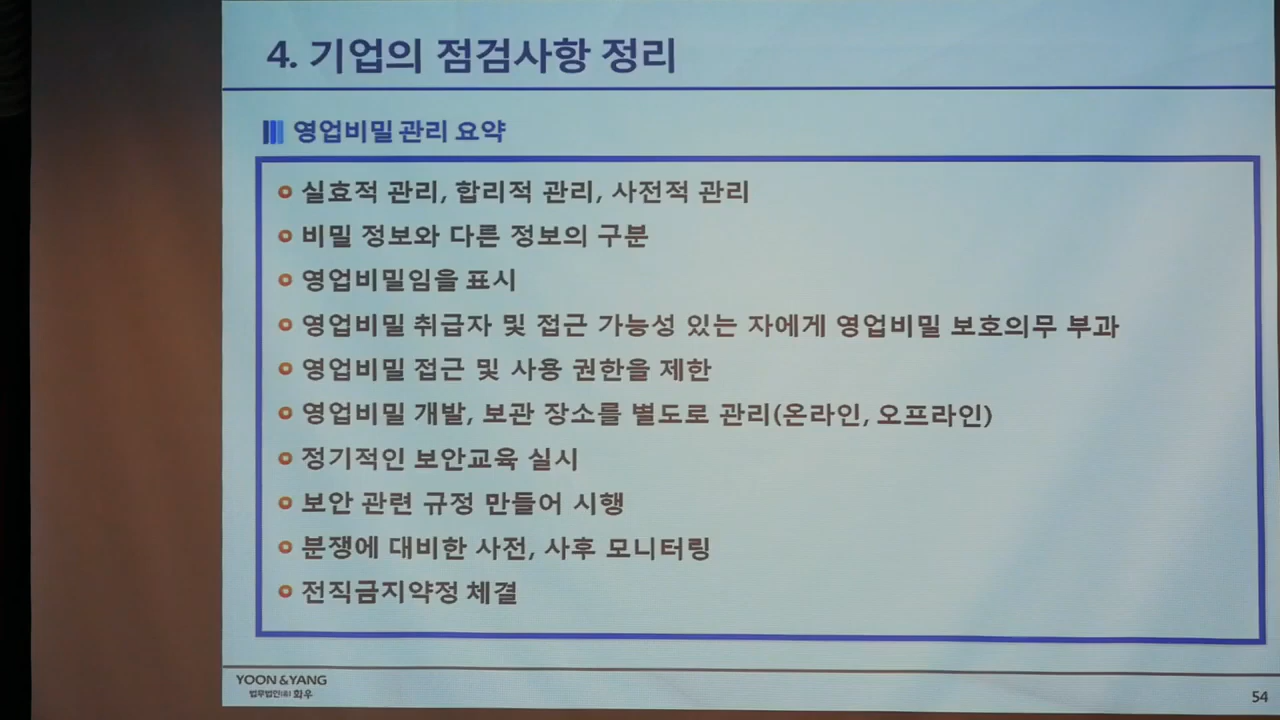 4. 기업의 점검사항 정리
영업비밀 관리 요약
실효적 관리, 합리적 관리, 사전적 관리
비밀 정보와 다른 정보의 구분
영업비밀임을 표시
영업비밀 취급자 및 접근 가능성 있는 자에게 영업비밀 보호의무 부과
영업비밀 접근 및 사용 권한을 제한
영업비밀 개발, 보관 장소를 별도로 관리(온라인, 오프라인)
정기적인 보안교육 실시
보안 관련 규정 만들어 시행
분쟁에 대비한 사전, 사후 모니터링
전직금지약정 체결
YOON & YANG
법무법인(유) 화우
54